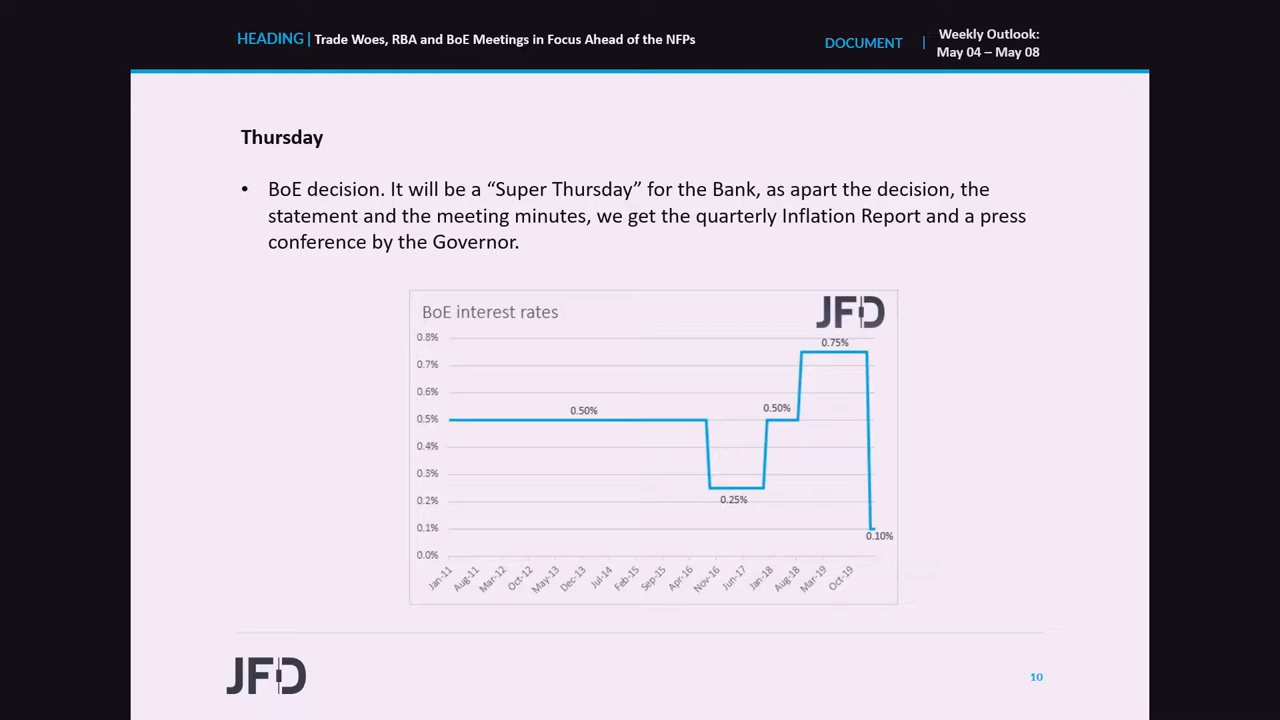 HEADING | Trade Woes, RBA and BoE Meetings in Focus Ahead of the NFPs
DOCUMENT | Weekly Outlook:
May 04 – May 08
Thursday
• BoE decision. It will be a “Super Thursday” for the Bank, as apart the decision, the
statement and the meeting minutes, we get the quarterly Inflation Report and a press
conference by the Governor.
BoE interest rates
JFD
0.8%
0.7%
0.6%
0.5%
0.4%
0.3%
0.2%
0.1%
0.0%
0.50%
0.25%
0.50%
0.75%
0.10%
Jan-11
Aug-11
Mar-12
Oct-12
May-13
Dec-13
Jul-14
Feb-15
Sep-15
Apr-16
Nov-16
Jun-17
Jan-18
Aug-18
Mar-19
Oct-19
JFD
10